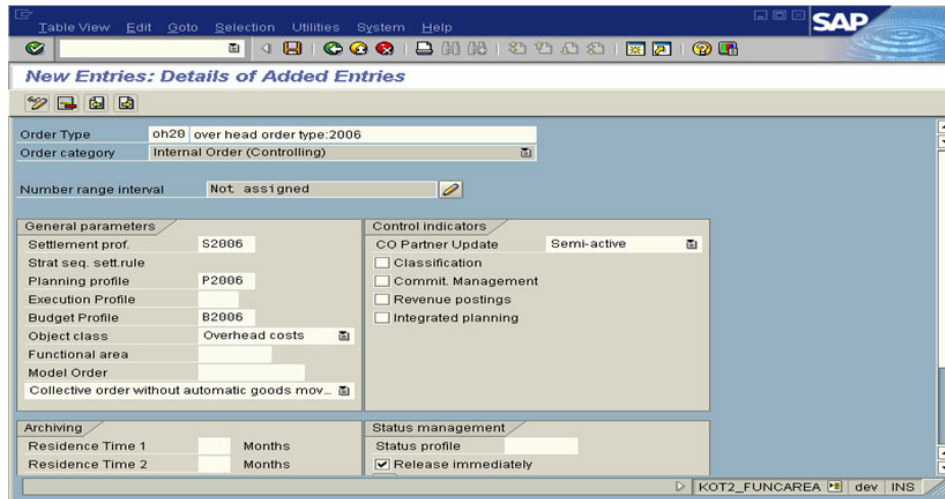 Table View Edit Goto Selection Utilities System Help
SAP
New Entries: Details of Added Entries
Order Type oh20 over head order type:2006
Order category Internal Order (Controlling)
Number range interval Not assigned
General parameters
Settlement prof. S2006
Strat seq. sett.rule
Planning profile P2006
Execution Profile
Budget Profile B2006
Object class Overhead costs
Functional area
Model Order
Collective order without automatic goods mov...
Control indicators
CO Partner Update Semi-active
Classification
Commit. Management
Revenue postings
Integrated planning
Archiving
Residence Time 1 Months
Residence Time 2 Months
Status management
Status profile
Release immediately
KOT2_FUNCAREA dev INS